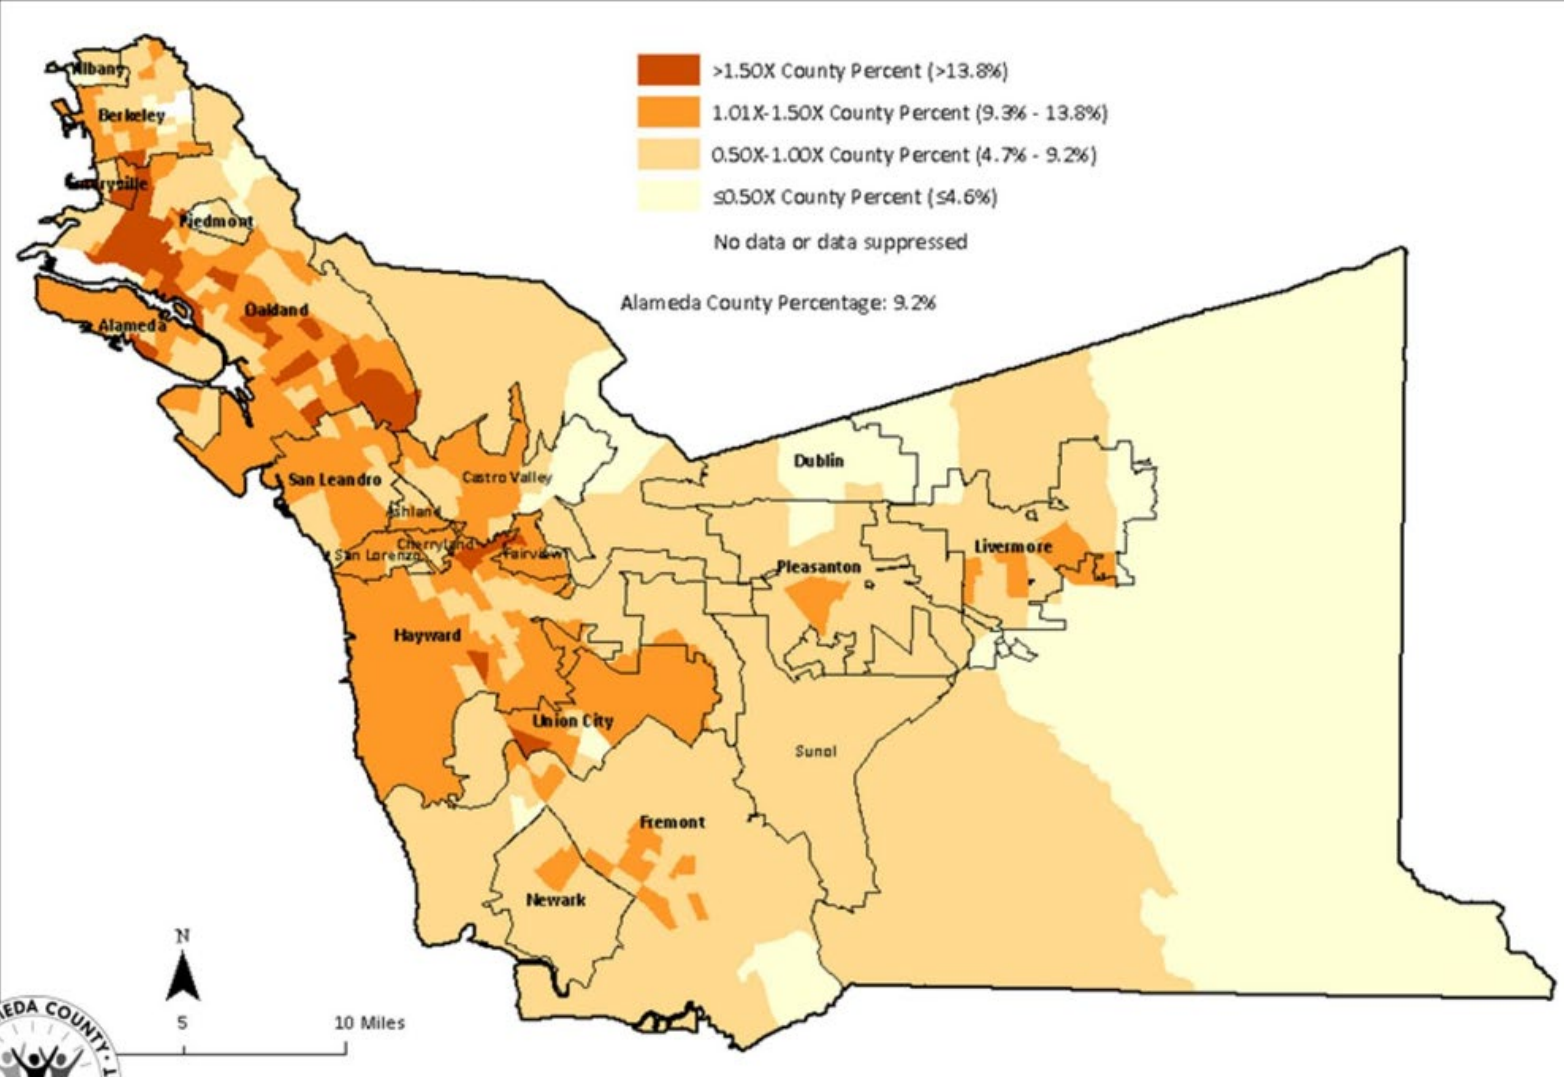 >1.50X County Percent (>13.8%)
1.01X-1.50X County Percent (9.3% - 13.8%)
0.50X-1.00X County Percent (4.7% - 9.2%)
≤0.50X County Percent (≤4.6%)
No data or data suppressed
Alameda County Percentage: 9.2%
Albany
Berkeley
Emeryville
Piedmont
Oakland
Alameda
San Leandro
Castro Valley
Ashland
Cherryland
San Lorenzo
Fairview
Dublin
Livermore
Pleasanton
Hayward
Union City
Sunol
Fremont
Newark
N
5
10 Miles
MEDA COUNTY